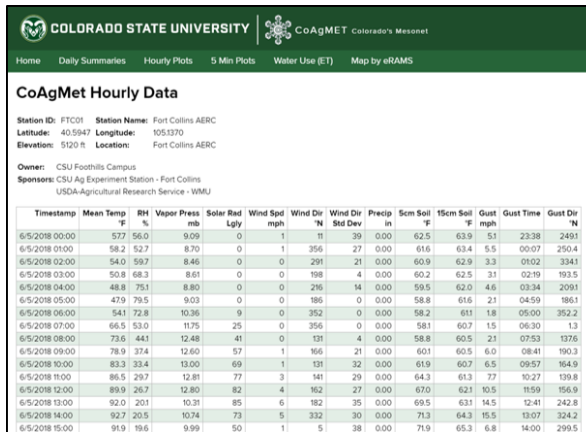 COLORADO STATE UNIVERSITY CoAgMET Colorado's Mesonet
Home Daily Summaries Hourly Plots 5 Min Plots Water Use (ET) Map by eRAMS
CoAgMet Hourly Data
Station ID: FTC01 Station Name: Fort Collins AERC
Latitude: 40.5947 Longitude: 105.1370
Elevation: 5120 ft Location: Fort Collins AERC
Owner: CSU Foothills Campus
Sponsors: CSU Ag Experiment Station - Fort Collins
USDA-Agricultural Research Service - WMU
Timestamp Mean Temp RH Vapor Press Solar Rad Wind Spd Wind Dir Wind Dir Precip 5cm Soil 15cm Soil Gust Gust Time Gust Dir
°F % mb Lgly mph °N Std Dev in °F °F mph °N
6/5/2018 00:00 57.7 56.0 9.09 0 1 11 39 0.00 62.5 63.9 5.1 23:38 249.1
6/5/2018 01:00 58.2 52.7 8.70 0 1 356 27 0.00 61.6 63.4 5.5 00:07 250.4
6/5/2018 02:00 54.0 59.7 8.46 0 0 291 21 0.00 60.9 62.9 3.3 01:02 334.1
6/5/2018 03:00 50.8 68.3 8.61 0 0 198 4 0.00 60.2 62.5 3.1 02:19 193.5
6/5/2018 04:00 48.8 75.1 8.80 0 0 216 14 0.00 59.5 62.0 4.6 03:34 209.1
6/5/2018 05:00 47.9 79.5 9.03 0 0 186 0 0.00 58.8 61.6 2.1 04:59 186.1
6/5/2018 06:00 54.1 72.8 10.36 9 0 352 0 0.00 58.2 61.1 1.8 05:00 352.2
6/5/2018 07:00 66.5 53.0 11.75 25 0 356 0 0.00 58.1 60.7 1.5 06:30 1.3
6/5/2018 08:00 73.6 44.1 12.48 41 0 131 4 0.00 58.8 60.5 2.1 07:53 137.6
6/5/2018 09:00 78.9 37.4 12.60 57 1 166 21 0.00 60.1 60.5 6.0 08:41 190.3
6/5/2018 10:00 83.3 33.4 13.00 69 1 131 32 0.00 61.9 60.7 6.5 09:57 164.9
6/5/2018 11:00 86.5 29.7 12.81 77 3 141 29 0.00 64.3 61.3 7.7 10:27 139.8
6/5/2018 12:00 89.9 26.7 12.80 82 4 162 27 0.00 67.0 62.1 10.5 11:59 156.9
6/5/2018 13:00 92.0 20.1 10.31 85 6 182 35 0.00 69.5 63.1 14.5 12:41 242.8
6/5/2018 14:00 92.7 20.5 10.74 73 5 332 30 0.00 71.3 64.3 15.5 13:07 324.2
6/5/2018 15:00 91.9 19.6 9.99 50 1 5 38 0.00 71.9 65.3 6.8 14:00 299.5